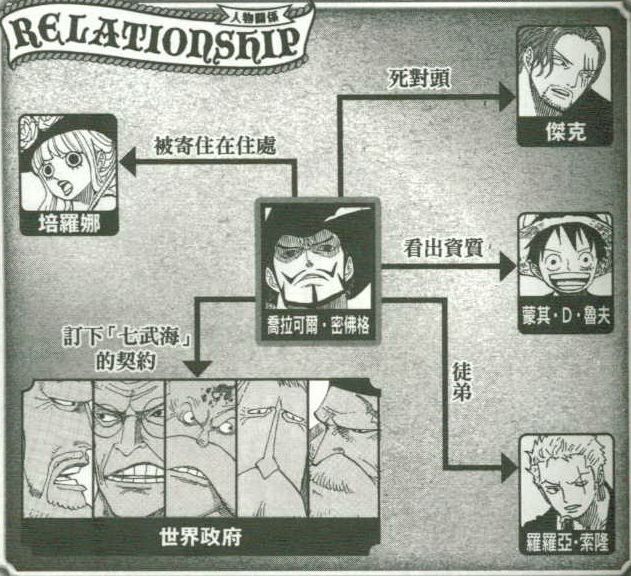 人物關係
RELATIONSHIP
死對頭
傑克
被寄住在住處
培羅娜
看出資質
喬拉可爾・密佛格
蒙其・D・魯夫
訂下「七武海」
的契約
徒弟
世界政府
羅羅亞・索隆